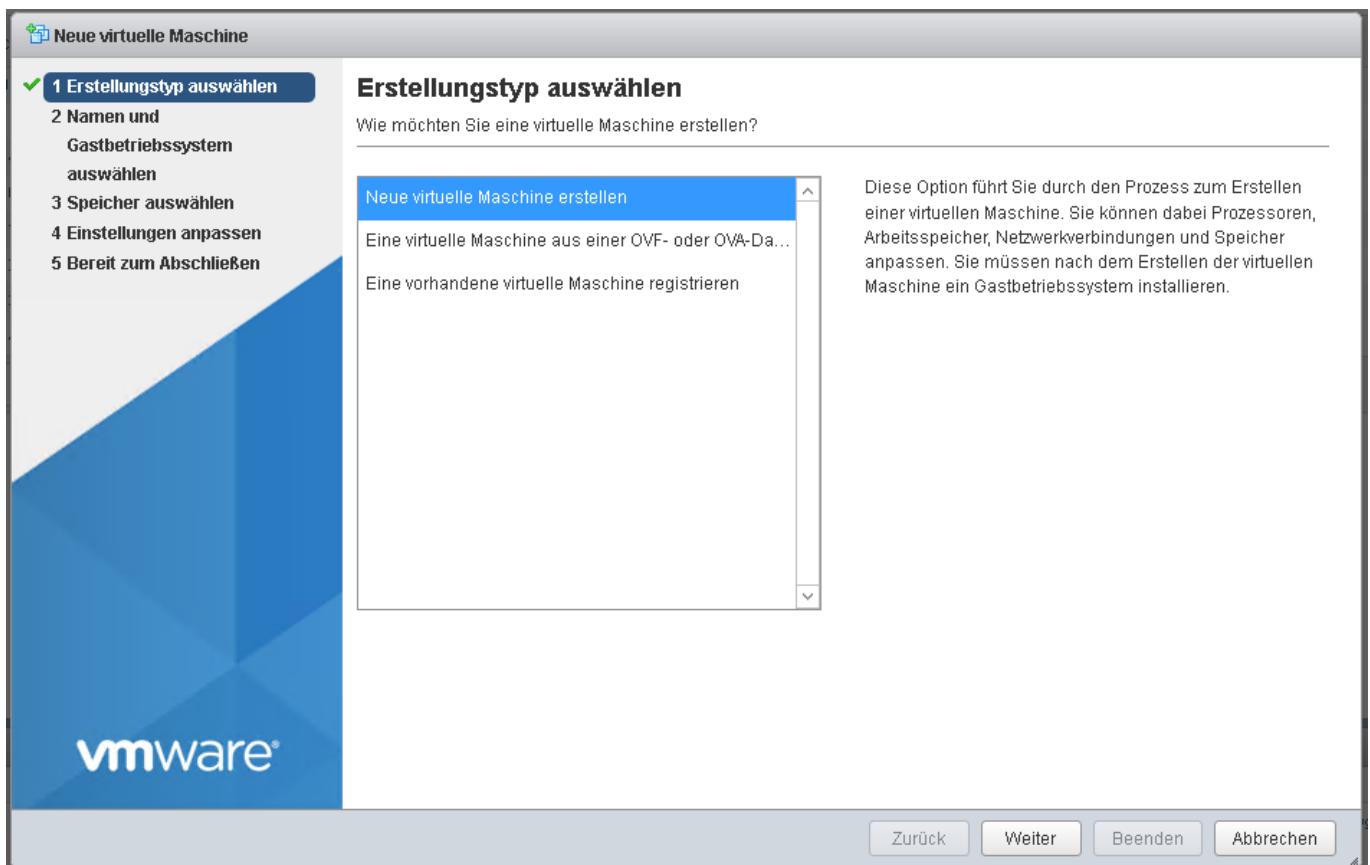 Neue virtuelle Maschine
1 Erstellungstyp auswählen
2 Namen und
Gastbetriebssystem
auswählen
3 Speicher auswählen
4 Einstellungen anpassen
5 Bereit zum Abschließen
vmware®
Erstellungstyp auswählen
Wie möchten Sie eine virtuelle Maschine erstellen?
Neue virtuelle Maschine erstellen
Eine virtuelle Maschine aus einer OVF- oder OVA-Da...
Eine vorhandene virtuelle Maschine registrieren
Diese Option führt Sie durch den Prozess zum Erstellen
einer virtuellen Maschine. Sie können dabei Prozessoren,
Arbeitsspeicher, Netzwerkverbindungen und Speicher
anpassen. Sie müssen nach dem Erstellen der virtuellen
Maschine ein Gastbetriebssystem installieren.
Zurück
Weiter
Beenden
Abbrechen